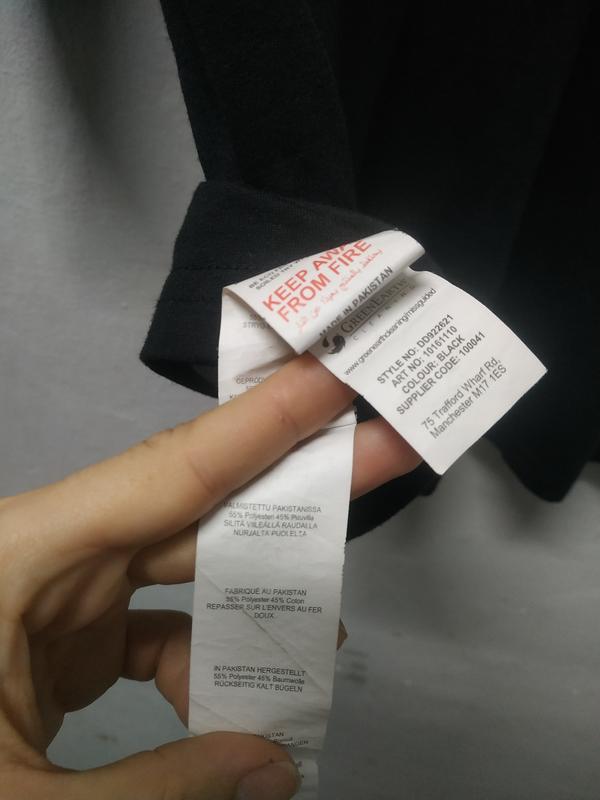 KEEP AWAY
FROM FIRE
MADE IN PAKISTAN
GREENEARTH
www.greenearthcleaning/missguided
STYLE NO: DD922621
ART NO: 10161110
COLOUR: BLACK
SUPPLIER CODE: 100041
75 Trafford Wharf Rd,
Manchester M17 1ES
VALMISTETTU PAKISTANISSA
55% Polyesteri 45% Puuvilla
SILITÄ VIILEÄLLÄ RAUDALLA
NURJALTA PUOLELTA
FABRIQUÉ AU PAKISTAN
55% Polyester 45% Coton
REPASSER SUR L'ENVERS AU FER
DOUX
IN PAKISTAN HERGESTELLT
55% Polyester 45% Baumwolle
RÜCKSEITIG KALT BÜGELN